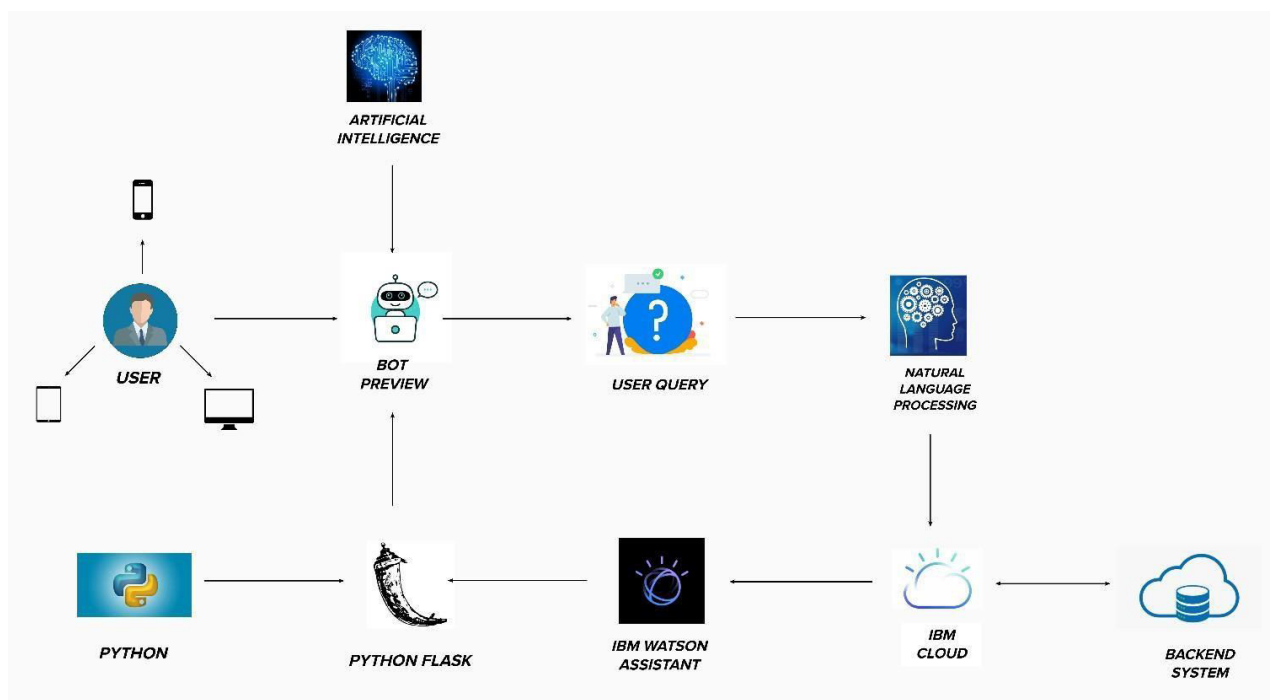 ARTIFICIAL
INTELLIGENCE
USER
BOT
PREVIEW
USER QUERY
NATURAL
LANGUAGE
PROCESSING
PYTHON
PYTHON FLASK
IBM WATSON
ASSISTANT
IBM
CLOUD
BACKEND
SYSTEM